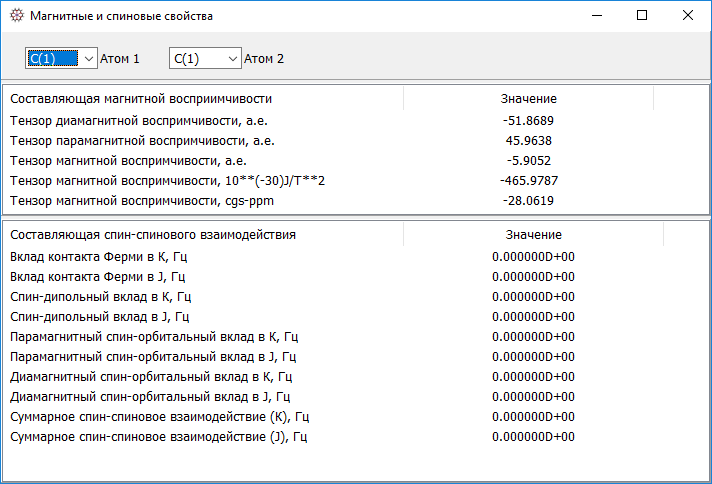 Магнитные и спиновые свойства
C(1) Атом 1 C(1) Атом 2
Составляющая магнитной восприимчивости Значение
Тензор диамагнитной воспримчивости, а.е. -51.8689
Тензор парамагнитной воспримчивости, а.е. 45.9638
Тензор магнитной воспримчивости, а.е. -5.9052
Тензор магнитной воспримчивости, 10**(-30)J/T**2 -465.9787
Тензор магнитной воспримчивости, cgs-ppm -28.0619
Составляющая спин-спинового взаимодействия Значение
Вклад контакта Ферми в К, Гц 0.000000D+00
Вклад контакта Ферми в J, Гц 0.000000D+00
Спин-дипольный вклад в К, Гц 0.000000D+00
Спин-дипольный вклад в J, Гц 0.000000D+00
Парамагнитный спин-орбитальный вклад в К, Гц 0.000000D+00
Парамагнитный спин-орбитальный вклад в J, Гц 0.000000D+00
Диамагнитный спин-орбитальный вклад в К, Гц 0.000000D+00
Диамагнитный спин-орбитальный вклад в J, Гц 0.000000D+00
Суммарное спин-спиновое взаимодействие (К), Гц 0.000000D+00
Суммарное спин-спиновое взаимодействие (J), Гц 0.000000D+00